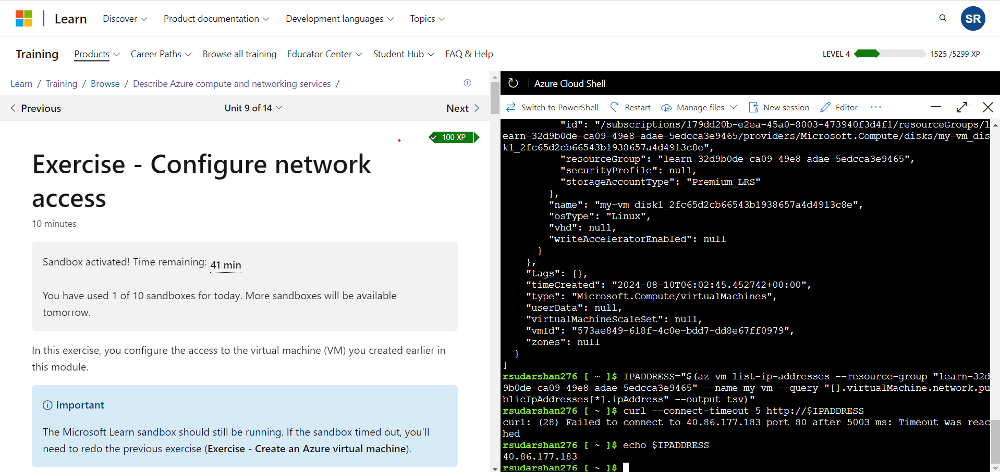 Learn Discover Product documentation Development languages Topics SR
Training Products Career Paths Browse all training Educator Center Student Hub FAQ & Help LEVEL 4 1525 /5299 XP
Learn / Training / Browse / Describe Azure compute and networking services /
Previous Unit 9 of 14 Next
100 XP
Exercise - Configure network
access
10 minutes
Sandbox activated! Time remaining: 41 min
You have used 1 of 10 sandboxes for today. More sandboxes will be available
tomorrow.
In this exercise, you configure the access to the virtual machine (VM) you created earlier in
this module.
Important
The Microsoft Learn sandbox should still be running. If the sandbox timed out, you'll
need to redo the previous exercise (Exercise - Create an Azure virtual machine).
Azure Cloud Shell
Switch to PowerShell Restart Manage files New session Editor ...
"id": "/subscriptions/179dd20b-e2ea-45a0-8003-473940f3d4f1/resourceGroups/l
earn-32d9b0de-ca09-49e8-adae-5edcca3e9465/providers/Microsoft.Compute/disks/my-vm_dis
k1_2fc65d2cb66543b1938657a4d4913c8e",
"resourceGroup": "learn-32d9b0de-ca09-49e8-adae-5edcca3e9465",
"securityProfile": null,
"storageAccountType": "Premium_LRS"
},
"name": "my-vm_disk1_2fc65d2cb66543b1938657a4d4913c8e",
"osType": "Linux",
"vhd": null,
"writeAcceleratorEnabled": null
}
},
"tags": {},
"timeCreated": "2024-08-10T06:02:45.452742+00:00",
"type": "Microsoft.Compute/virtualMachines",
"userData": null,
"virtualMachineScaleSet": null,
"vmId": "573ae849-618f-4c0e-bdd7-dd8e67ff0979",
"zones": null
}
]
rsudarshan276 [ ~ ]$ IPADDRESS="$(az vm list-ip-addresses --resource-group "learn-32d
9b0de-ca09-49e8-adae-5edcca3e9465" --name my-vm --query "[].virtualMachine.network.pu
blicIpAddresses[*].ipAddress" --output tsv)"
rsudarshan276 [ ~ ]$ curl --connect-timeout 5 http://$IPADDRESS
curl: (28) Failed to connect to 40.86.177.183 port 80 after 5003 ms: Timeout was reac
hed
rsudarshan276 [ ~ ]$ echo $IPADDRESS
40.86.177.183
rsudarshan276 [ ~ ]$